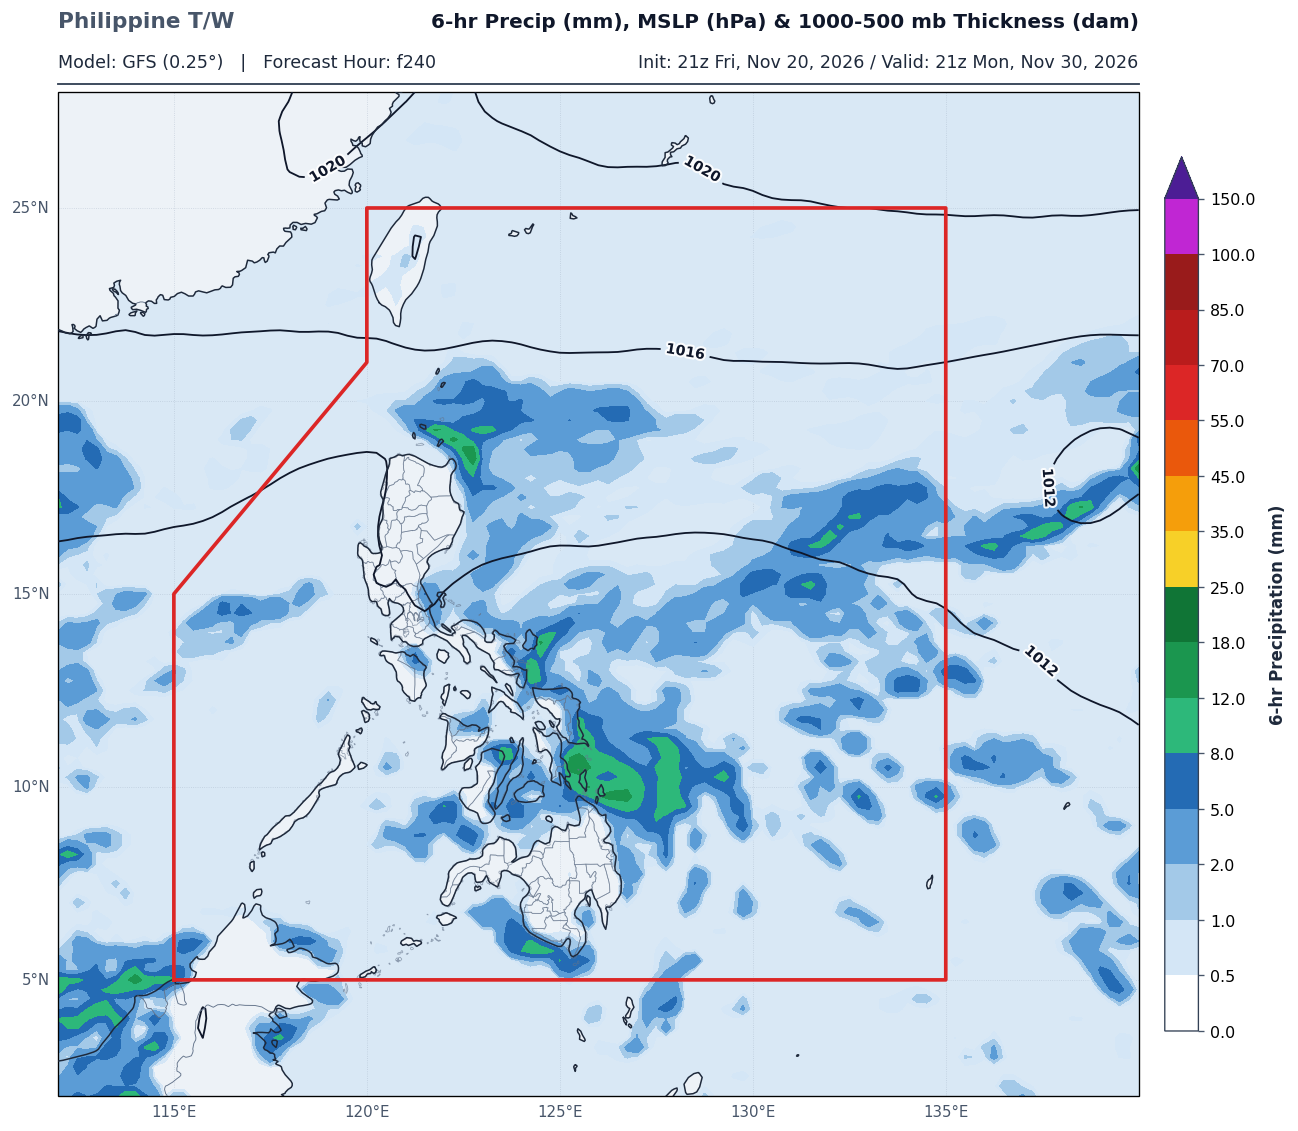 Philippine T/W
6-hr Precip (mm), MSLP (hPa) & 1000-500 mb Thickness (dam)
Model: GFS (0.25°) | Forecast Hour: f240
Init: 21z Fri, Nov 20, 2026 / Valid: 21z Mon, Nov 30, 2026
1020
1020
1016
1012
1012
25°N
20°N
15°N
10°N
5°N
115°E
120°E
125°E
130°E
135°E
150.0
100.0
85.0
70.0
55.0
45.0
35.0
25.0
18.0
12.0
8.0
5.0
2.0
1.0
0.5
0.0
6-hr Precipitation (mm)